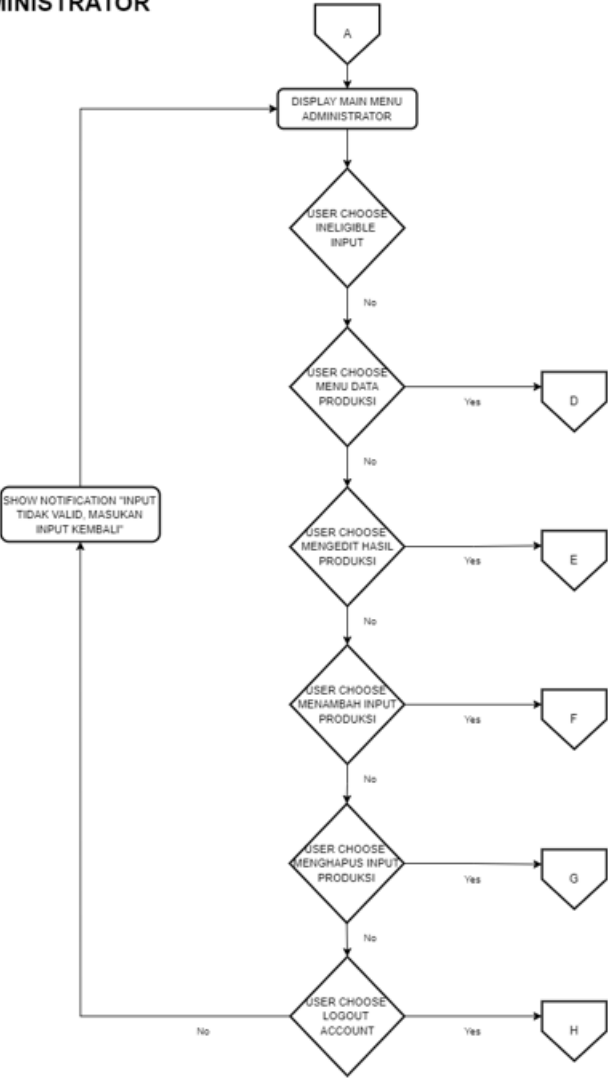 MINISTRATOR
A
DISPLAY MAIN MENU
ADMINISTRATOR
USER CHOOSE
INELIGIBLE
INPUT
No
USER CHOOSE
MENU DATA
PRODUKSI
Yes
D
No
SHOW NOTIFICATION "INPUT
TIDAK VALID, MASUKAN
INPUT KEMBALI"
USER CHOOSE
MENGEDIT HASIL
PRODUKSI
Yes
E
No
USER CHOOSE
MENAMBAH INPUT
PRODUKSI
Yes
F
No
USER CHOOSE
MENGHAPUS INPUT
PRODUKSI
Yes
G
No
USER CHOOSE
LOGOUT
ACCOUNT
No
Yes
H